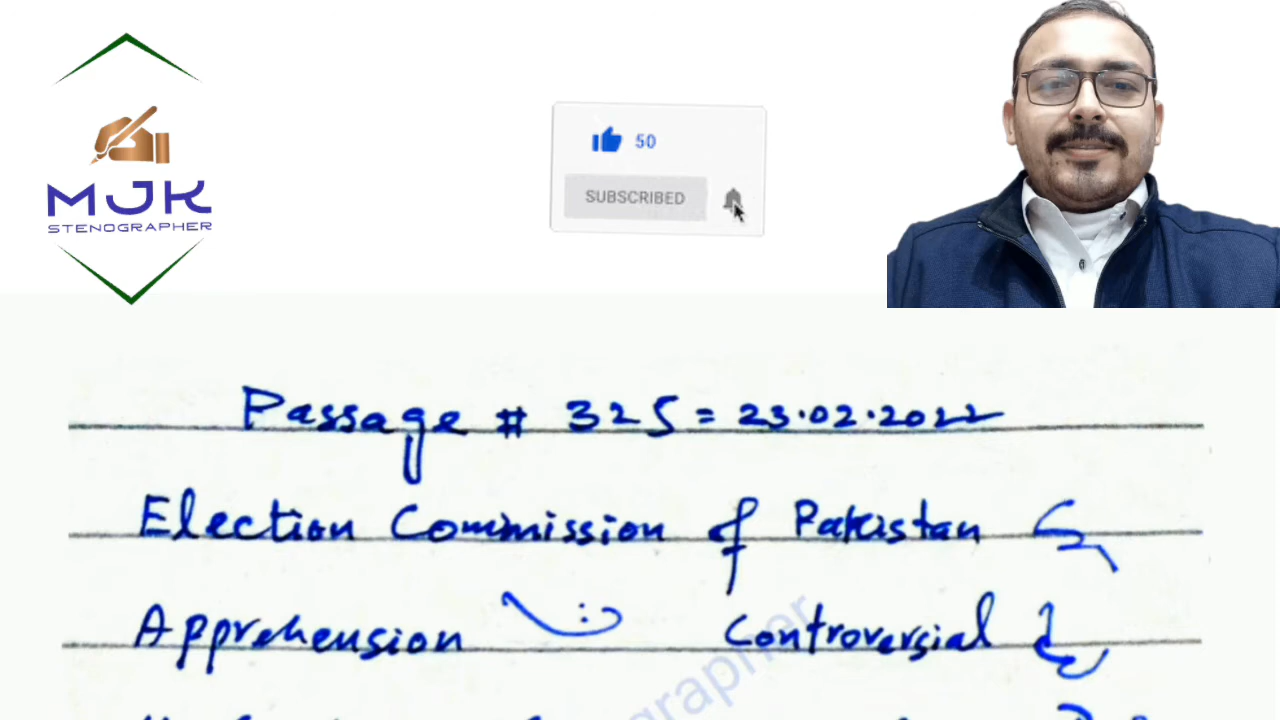 MJK
STENOGRAPHER
50
SUBSCRIBED
Passage # 325 = 23.02.2022
Election Commission of Pakistan
Apprehension Controversial